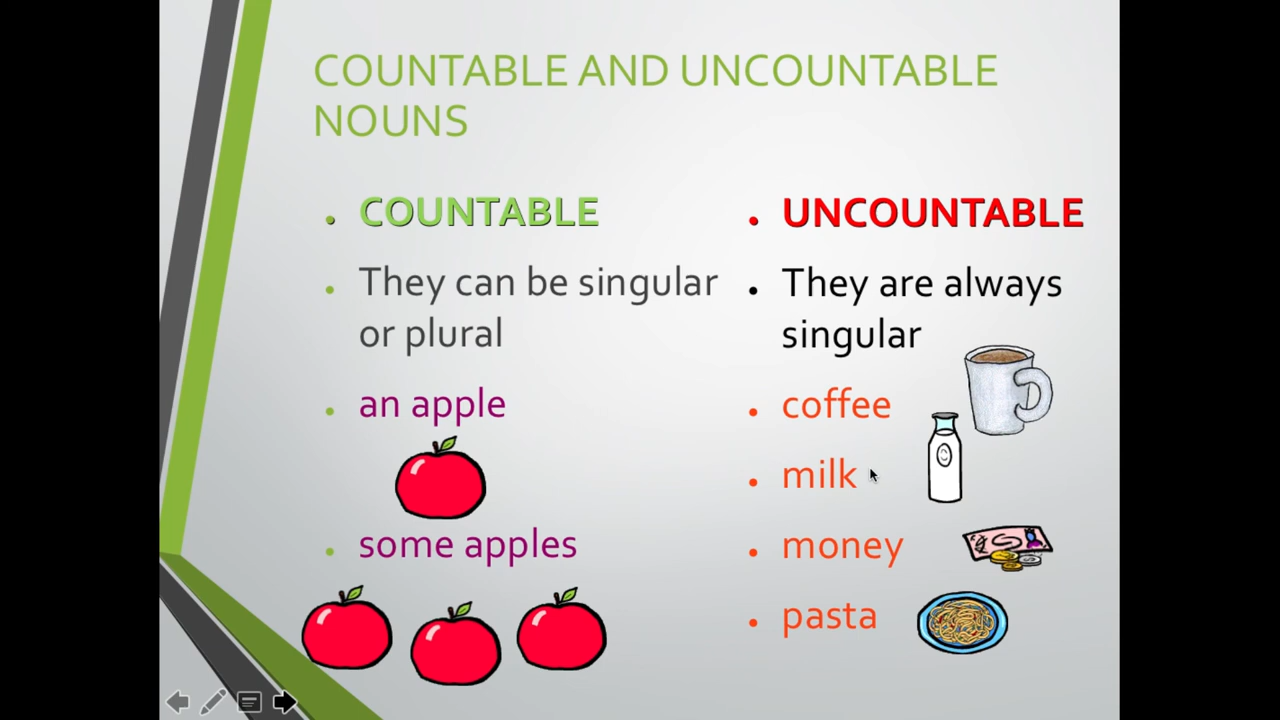 COUNTABLE AND UNCOUNTABLE
NOUNS
COUNTABLE
They can be singular
or plural
an apple
some apples
UNCOUNTABLE
They are always
singular
coffee
milk
money
pasta